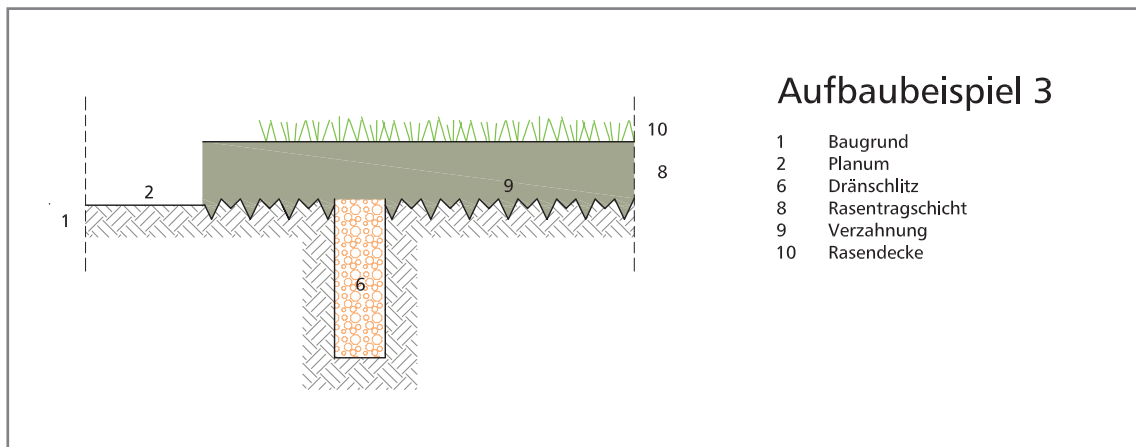 Aufbaubeispiel 3
1 Baugrund
2 Planum
6 Dränschlitz
8 Rasentragschicht
9 Verzahnung
10 Rasendecke
10
8
9
2
1
6